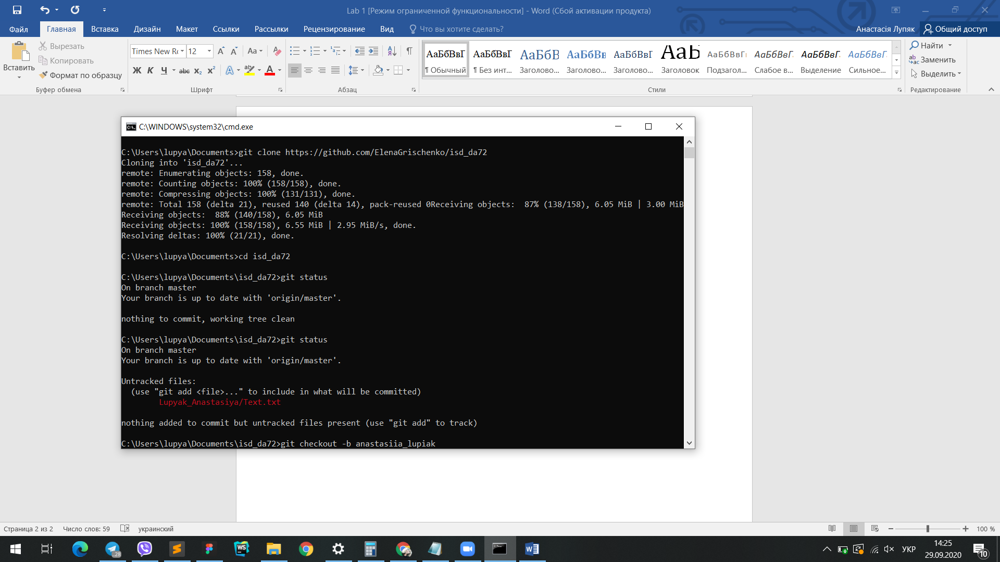 Lab 1 [Режим ограниченной функциональности] - Word (Сбой активации продукта)
Файл Главная Вставка Дизайн Макет Ссылки Рассылки Рецензирование Вид Что вы хотите сделать? Анастасія Лупяк Общий доступ
Вставить
Вырезать
Копировать
Формат по образцу
Буфер обмена
Times New Rc 12
Ж К Ч abc x₂ x²
Шрифт
Абзац
АаБбВвГ АаБбВвГ АаБбВ АаБбВв АаБбВвГ АаБ АаБбВвГ АаБбВвГ АаБбВвГ АаБбВвГ
¶ Обычный ¶ Без инт... Заголово... Заголово... Заголово... Заголовок Подзагол... Слабое в... Выделение Сильное...
Стили
Найти
Заменить
Выделить
Редактирование
C:\WINDOWS\system32\cmd.exe
C:\Users\lupya\Documents>git clone https://github.com/ElenaGrischenko/isd_da72
Cloning into 'isd_da72'...
remote: Enumerating objects: 158, done.
remote: Counting objects: 100% (158/158), done.
remote: Compressing objects: 100% (131/131), done.
remote: Total 158 (delta 21), reused 140 (delta 14), pack-reused 0Receiving objects:  87% (138/158), 6.05 MiB | 3.00 MiB
Receiving objects:  88% (140/158), 6.05 MiB
Receiving objects: 100% (158/158), 6.55 MiB | 2.95 MiB/s, done.
Resolving deltas: 100% (21/21), done.
C:\Users\lupya\Documents>cd isd_da72
C:\Users\lupya\Documents\isd_da72>git status
On branch master
Your branch is up to date with 'origin/master'.
nothing to commit, working tree clean
C:\Users\lupya\Documents\isd_da72>git status
On branch master
Your branch is up to date with 'origin/master'.
Untracked files:
(use "git add <file>..." to include in what will be committed)
Lupyak_Anastasiya/Text.txt
nothing added to commit but untracked files present (use "git add" to track)
C:\Users\lupya\Documents\isd_da72>git checkout -b anastasiia_lupiak
Страница 2 из 2 Число слов: 59 украинский 100 %
УКР
14:25
29.09.2020
10